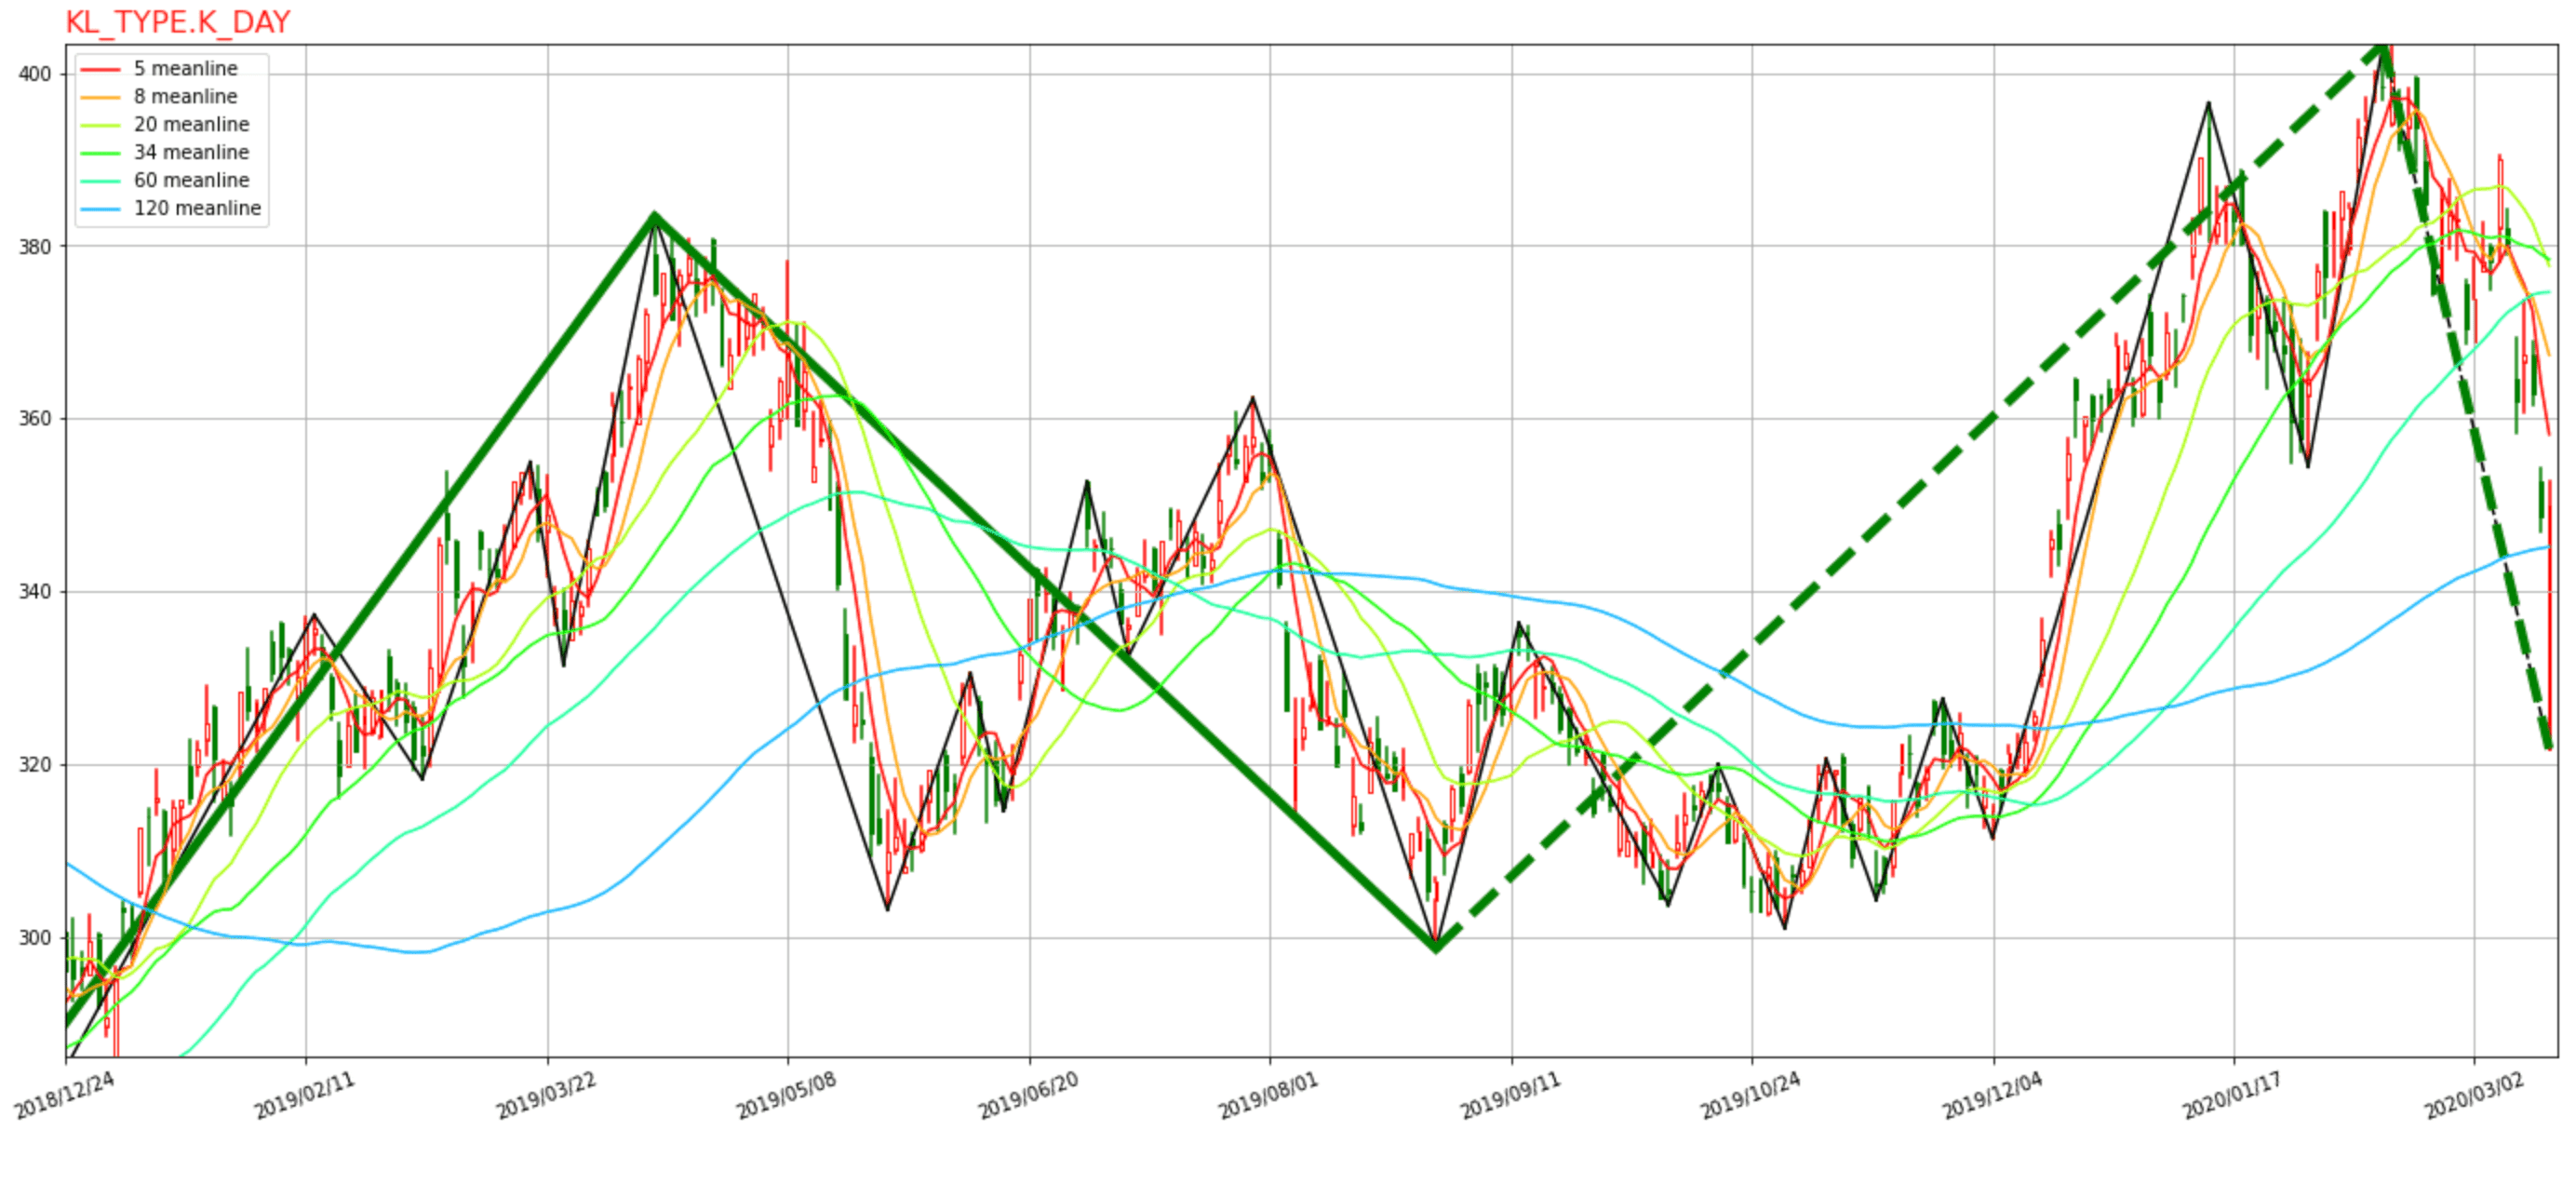 KL_TYPE.K_DAY
5 meanline
8 meanline
20 meanline
34 meanline
60 meanline
120 meanline
400
380
360
340
320
300
2018/12/24
2019/02/11
2019/03/22
2019/05/08
2019/06/20
2019/08/01
2019/09/11
2019/10/24
2019/12/04
2020/01/17
2020/03/02